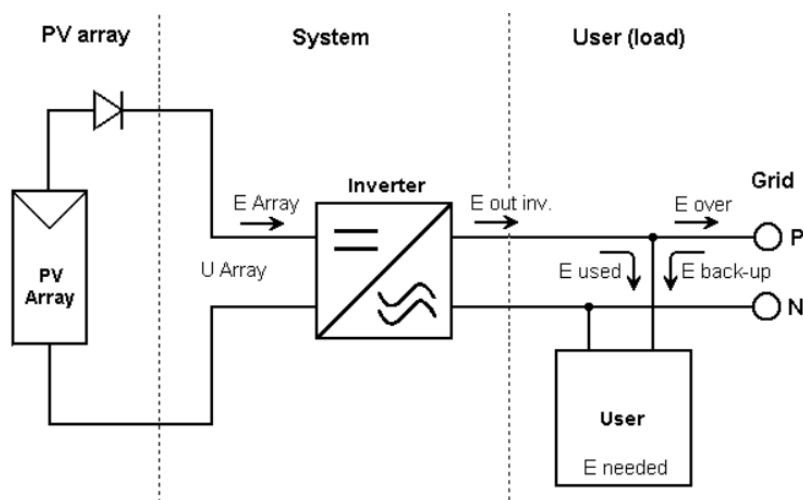 PV array
System
User (load)
Grid
Inverter
E Array
E out inv.
E over
P
PV
Array
U Array
E used
E back-up
N
User
E needed